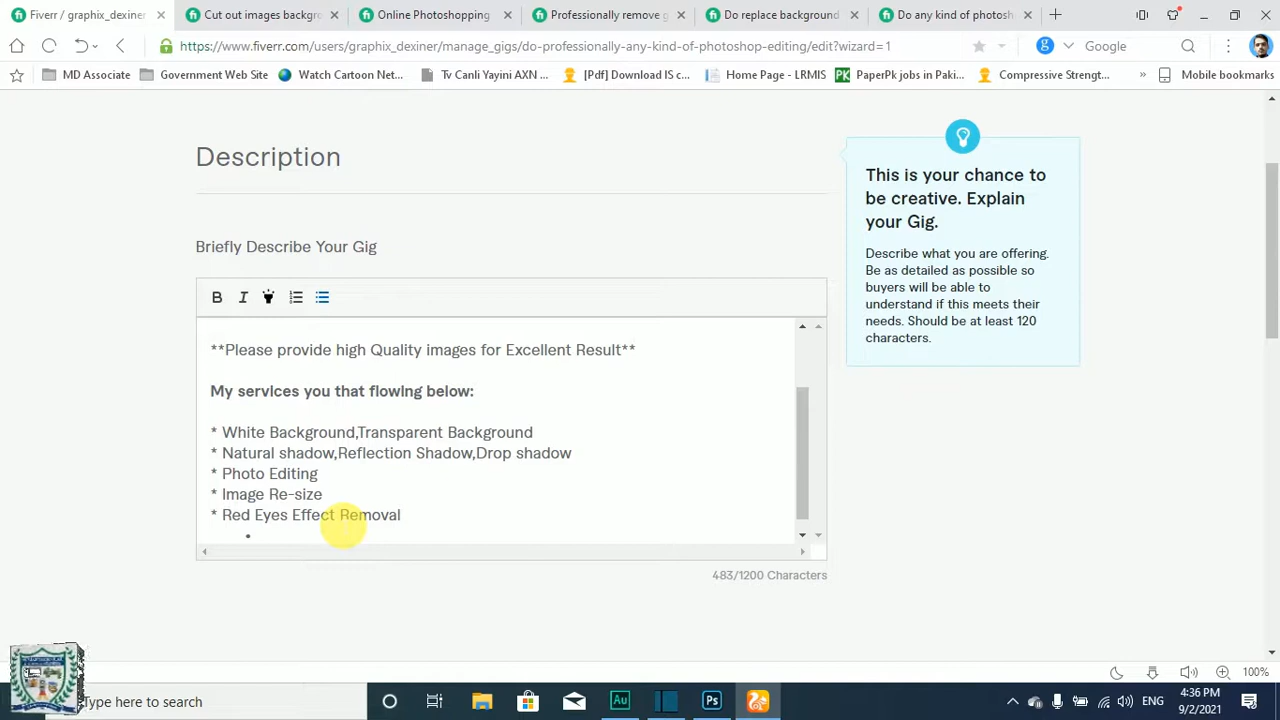 Fiverr / graphix_dexiner
Cut out images backgr
Online Photoshopping
Professionally remove g
Do replace background
Do any kind of photosh
https://www.fiverr.com/users/graphix_dexiner/manage_gigs/do-professionally-any-kind-of-photoshop-editing/edit?wizard=1
Google
MD Associate
Government Web Site
Watch Cartoon Net...
Tv Canli Yayini AXN ...
[Pdf] Download IS c...
Home Page - LRMIS
PaperPk jobs in Paki...
Compressive Strengt...
Mobile bookmarks
Description
Briefly Describe Your Gig
B I
**Please provide high Quality images for Excellent Result**
My services you that flowing below:
* White Background,Transparent Background
* Natural shadow,Reflection Shadow,Drop shadow
* Photo Editing
* Image Re-size
* Red Eyes Effect Removal
483/1200 Characters
This is your chance to
be creative. Explain
your Gig.
Describe what you are offering.
Be as detailed as possible so
buyers will be able to
understand if this meets their
needs. Should be at least 120
characters.
100%
Type here to search
Au
Ps
ENG
4:36 PM
9/2/2021